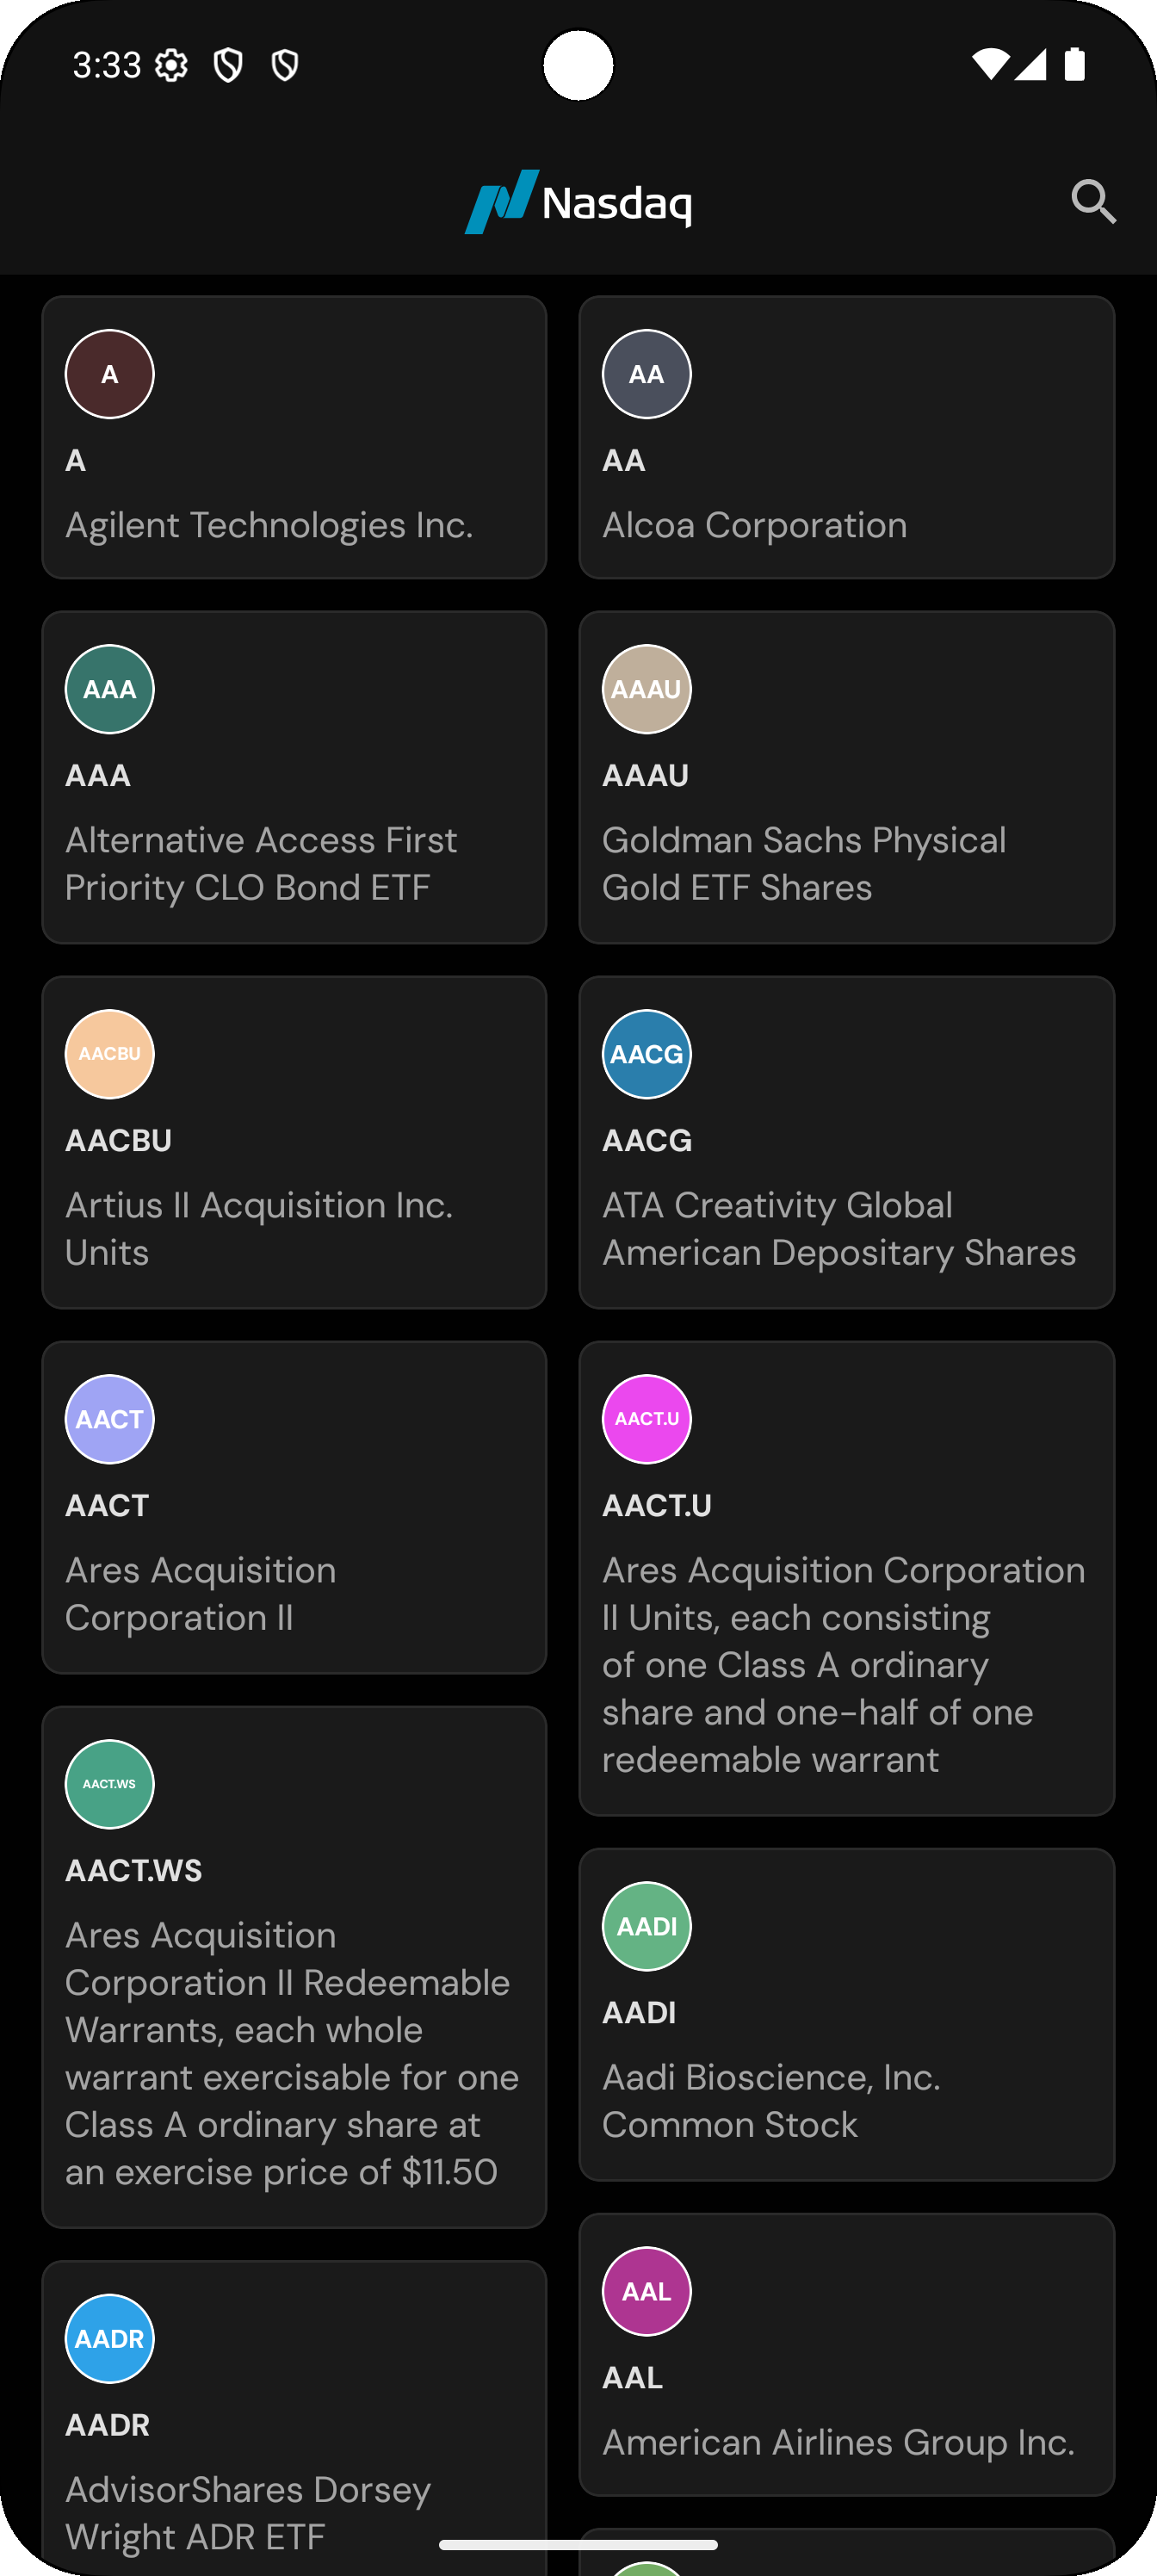 3:33
Nasdaq
A
A
Agilent Technologies Inc.
AA
AA
Alcoa Corporation
AAA
AAA
Alternative Access First
Priority CLO Bond ETF
AAAU
AAAU
Goldman Sachs Physical
Gold ETF Shares
AACBU
AACBU
Artius II Acquisition Inc.
Units
AACG
AACG
ATA Creativity Global
American Depositary Shares
AACT
AACT
Ares Acquisition
Corporation II
AACT.U
AACT.U
Ares Acquisition Corporation
II Units, each consisting
of one Class A ordinary
share and one-half of one
redeemable warrant
AACT.WS
AACT.WS
Ares Acquisition
Corporation II Redeemable
Warrants, each whole
warrant exercisable for one
Class A ordinary share at
an exercise price of $11.50
AADI
AADI
Aadi Bioscience, Inc.
Common Stock
AADR
AADR
AdvisorShares Dorsey
Wright ADR ETF
AAL
AAL
American Airlines Group Inc.